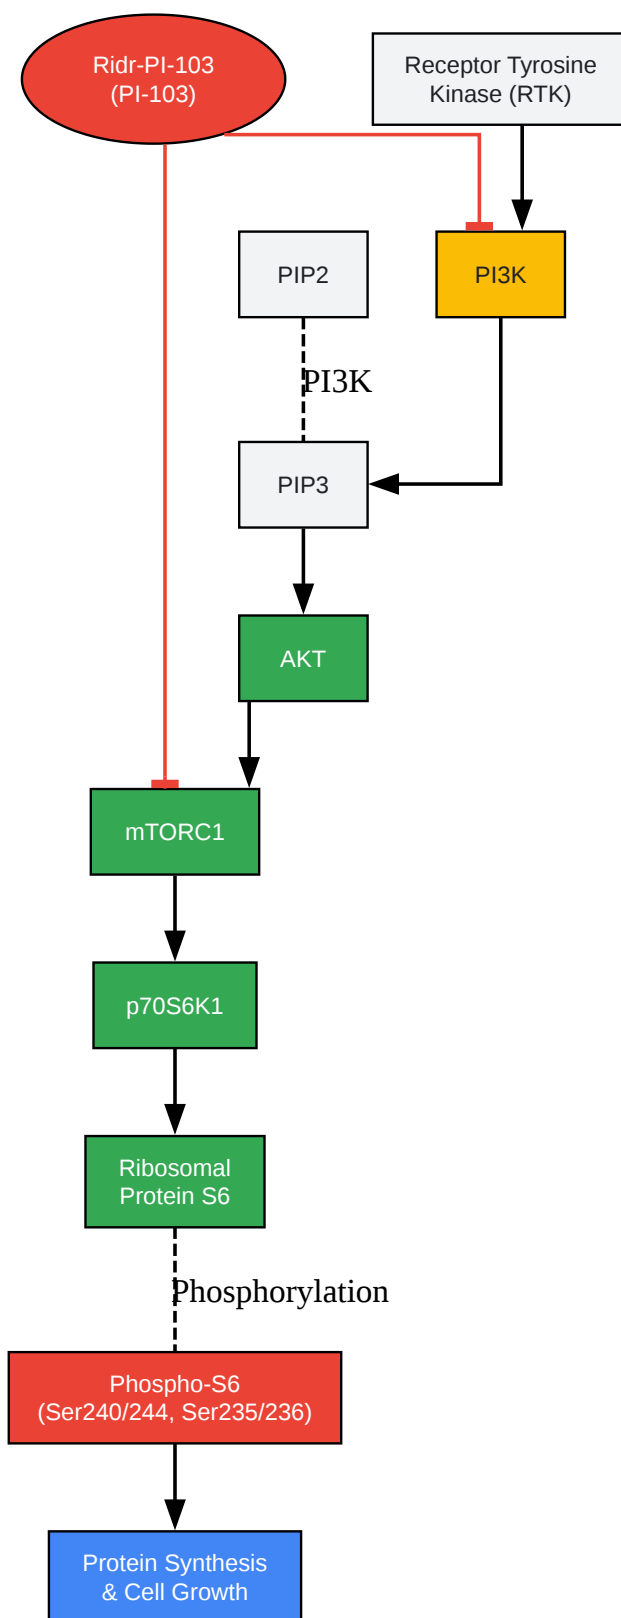 Ridr-PI-103
(PI-103)
Receptor Tyrosine
Kinase (RTK)
PIP2
PI3K
PI3K
PIP3
AKT
mTORC1
p70S6K1
Ribosomal
Protein S6
Phosphorylation
Phospho-S6
(Ser240/244, Ser235/236)
Protein Synthesis
& Cell Growth